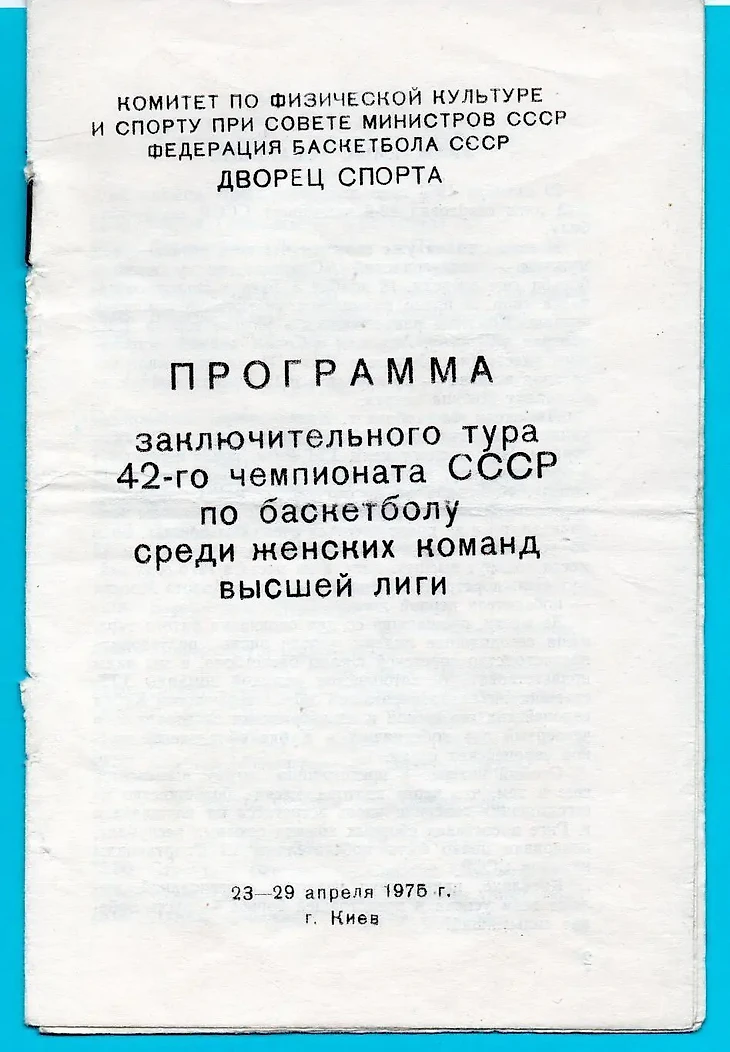 КОМИТЕТ ПО ФИЗИЧЕСКОЙ КУЛЬТУРЕ
И СПОРТУ ПРИ СОВЕТЕ МИНИСТРОВ СССР
ФЕДЕРАЦИЯ БАСКЕТБОЛА СССР
ДВОРЕЦ СПОРТА
ПРОГРАММА
заключительного тура
42-го чемпионата СССР
по баскетболу
среди женских команд
высшей лиги
23—29 апреля 1975 г.
г. Киев